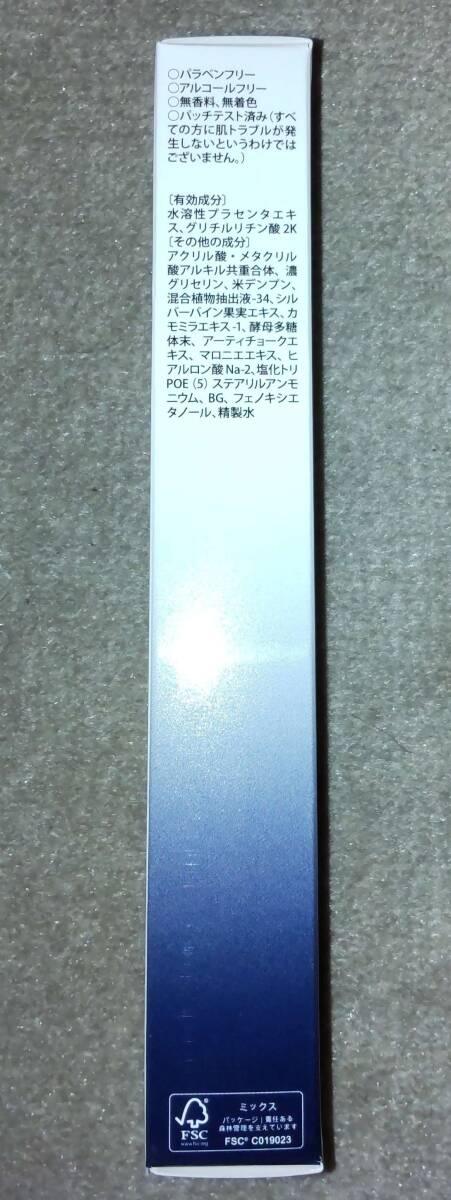 ○パラベンフリー
○アルコールフリー
○無香料、無着色
○パッチテスト済み(すべ
ての方に肌トラブルが発
生しないというわけでは
ございません。)
[有効成分]
水溶性プラセンタエキ
ス、グリチルリチン酸2K
[その他の成分]
アクリル酸・メタクリル
酸アルキル共重合体、濃
グリセリン、米デンプン、
混合植物抽出液-34、シル
バーバイン果実エキス、カ
モミラエキス-1、酵母多糖
体末、アーティチョークエ
キス、マロニエエキス、ヒ
アルロン酸Na-2、塩化トリ
POE(5)ステアリルアンモ
ニウム、BG、フェノキシエ
タノール、精製水
FSC
www.fsc.org
ミックス
パッケージ|責任ある
森林管理を支えています
FSC® C019023